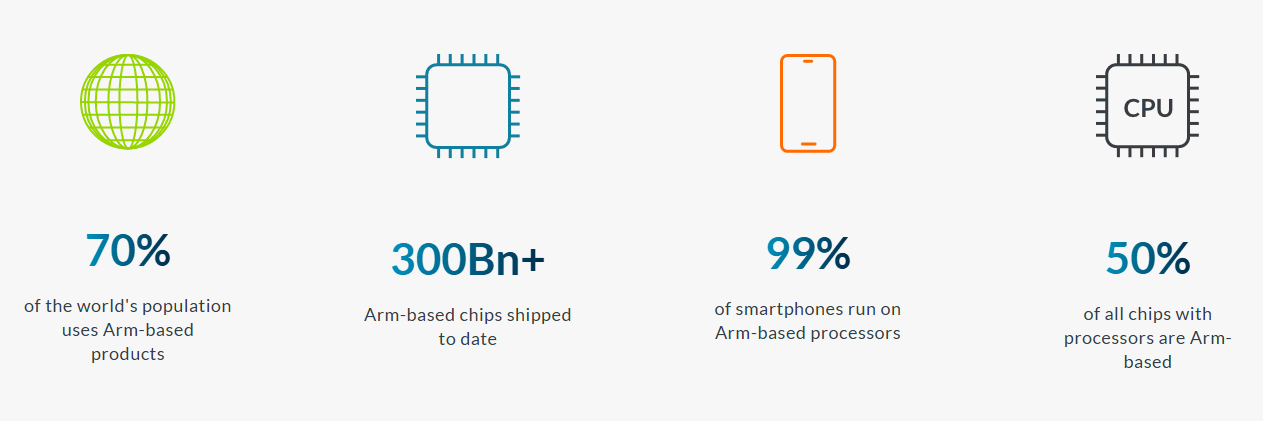 CPU
70%
of the world's population
uses Arm-based
products
300Bn+
Arm-based chips shipped
to date
99%
of smartphones run on
Arm-based processors
50%
of all chips with
processors are Arm-
based